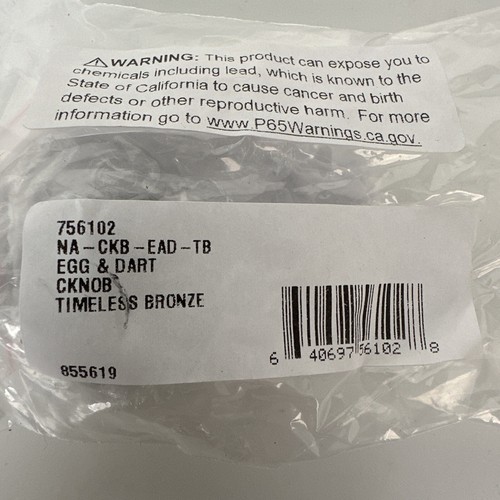 ⚠WARNING: This product can expose you to
chemicals including lead, which is known to the
State of California to cause cancer and birth
defects or other reproductive harm. For more
information go to www.P65Warnings.ca.gov.
756102
NA-CKB-EAD-TB
EGG & DART
CKNOB
TIMELESS BRONZE
6 40697 56102 8
855619